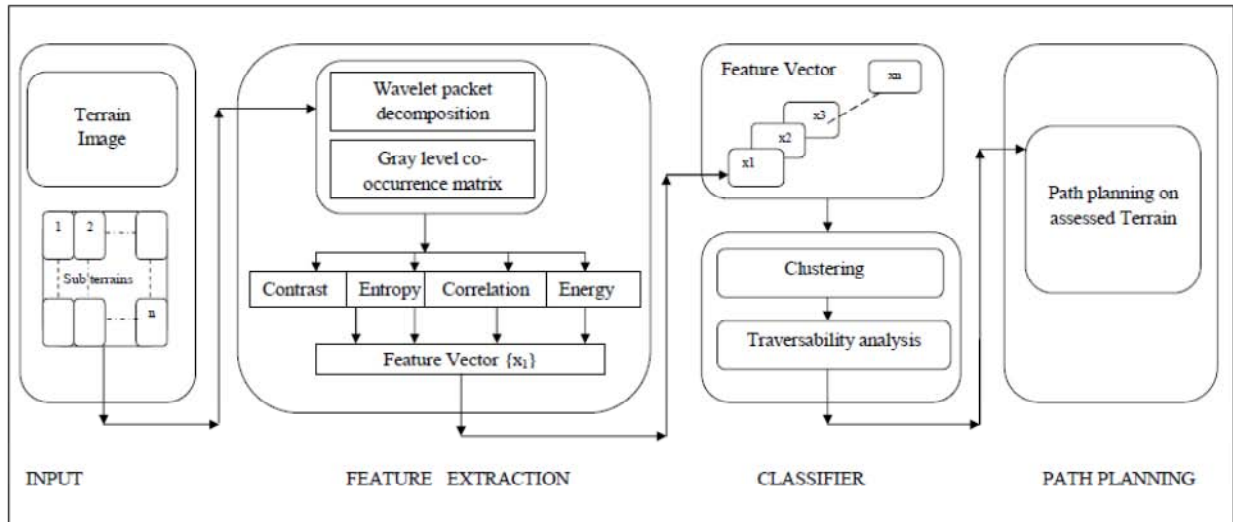 Terrain
Image
1
2
Sub terrains
n
INPUT
Wavelet packet
decomposition
Gray level co-
occurrence matrix
Contrast
Entropy
Correlation
Energy
Feature Vector {x1}
FEATURE EXTRACTION
Feature Vector
xn
x3
x2
x1
Clustering
Traversability analysis
CLASSIFIER
Path planning on
assessed Terrain
PATH PLANNING